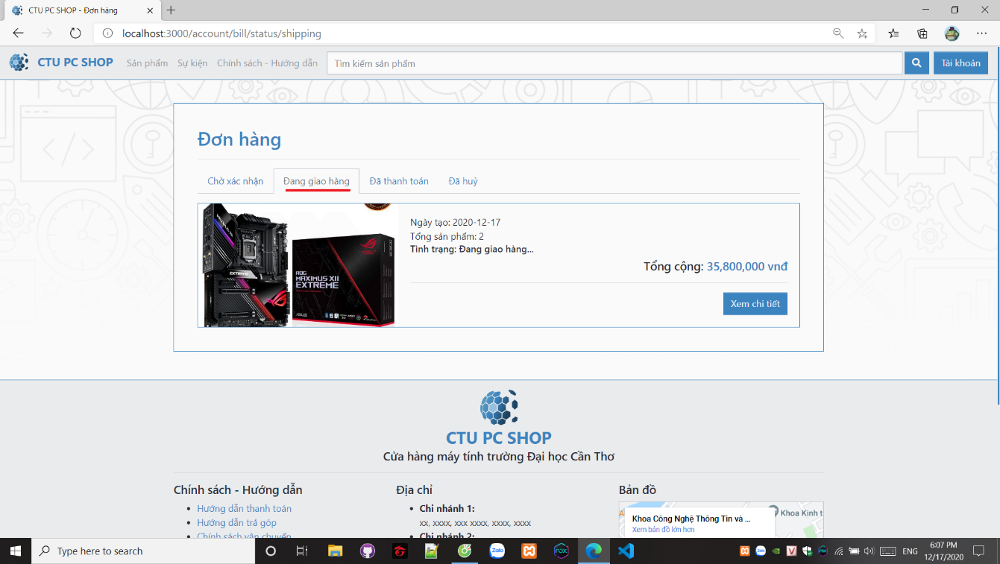 CTU PC SHOP - Đơn hàng
localhost:3000/account/bill/status/shipping
CTU PC SHOP
Sản phẩm
Sự kiện
Chính sách - Hướng dẫn
Tìm kiếm sản phẩm
Tài khoản
Đơn hàng
Chờ xác nhận
Đang giao hàng
Đã thanh toán
Đã huỷ
ROG
MAXIMUS XII
EXTREME
Ngày tạo: 2020-12-17
Tổng sản phẩm: 2
Tình trạng: Đang giao hàng...
Tổng cộng: 35,800,000 vnđ
Xem chi tiết
CTU PC SHOP
Cửa hàng máy tính trường Đại học Cần Thơ
Chính sách - Hướng dẫn
Hướng dẫn thanh toán
Hướng dẫn trả góp
Chính sách vận chuyển
Địa chỉ
Chi nhánh 1:
xx, xxxx, xxx xxxx, xxxx, xxxx
Chi nhánh 2:
Bản đồ
Khoa Công Nghệ Thông Tin và ...
Xem bản đồ lớn hơn
Khoa Kinh t
Type here to search
Zalo
ENG
6:07 PM
12/17/2020